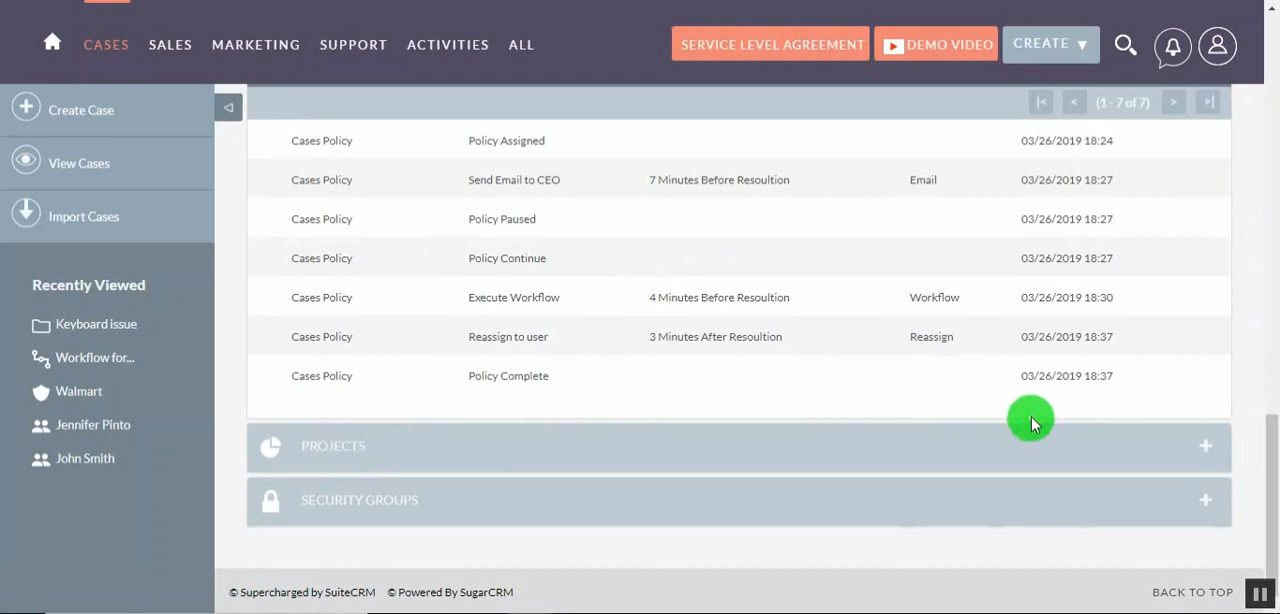 CASES SALES MARKETING SUPPORT ACTIVITIES ALL SERVICE LEVEL AGREEMENT DEMO VIDEO CREATE
Create Case
View Cases
Import Cases
Recently Viewed
Keyboard issue
Workflow for...
Walmart
Jennifer Pinto
John Smith
(1 - 7 of 7)
Cases Policy Policy Assigned 03/26/2019 18:24
Cases Policy Send Email to CEO 7 Minutes Before Resoultion Email 03/26/2019 18:27
Cases Policy Policy Paused 03/26/2019 18:27
Cases Policy Policy Continue 03/26/2019 18:27
Cases Policy Execute Workflow 4 Minutes Before Resoultion Workflow 03/26/2019 18:30
Cases Policy Reassign to user 3 Minutes After Resoultion Reassign 03/26/2019 18:37
Cases Policy Policy Complete 03/26/2019 18:37
PROJECTS
SECURITY GROUPS
© Supercharged by SuiteCRM © Powered By SugarCRM BACK TO TOP